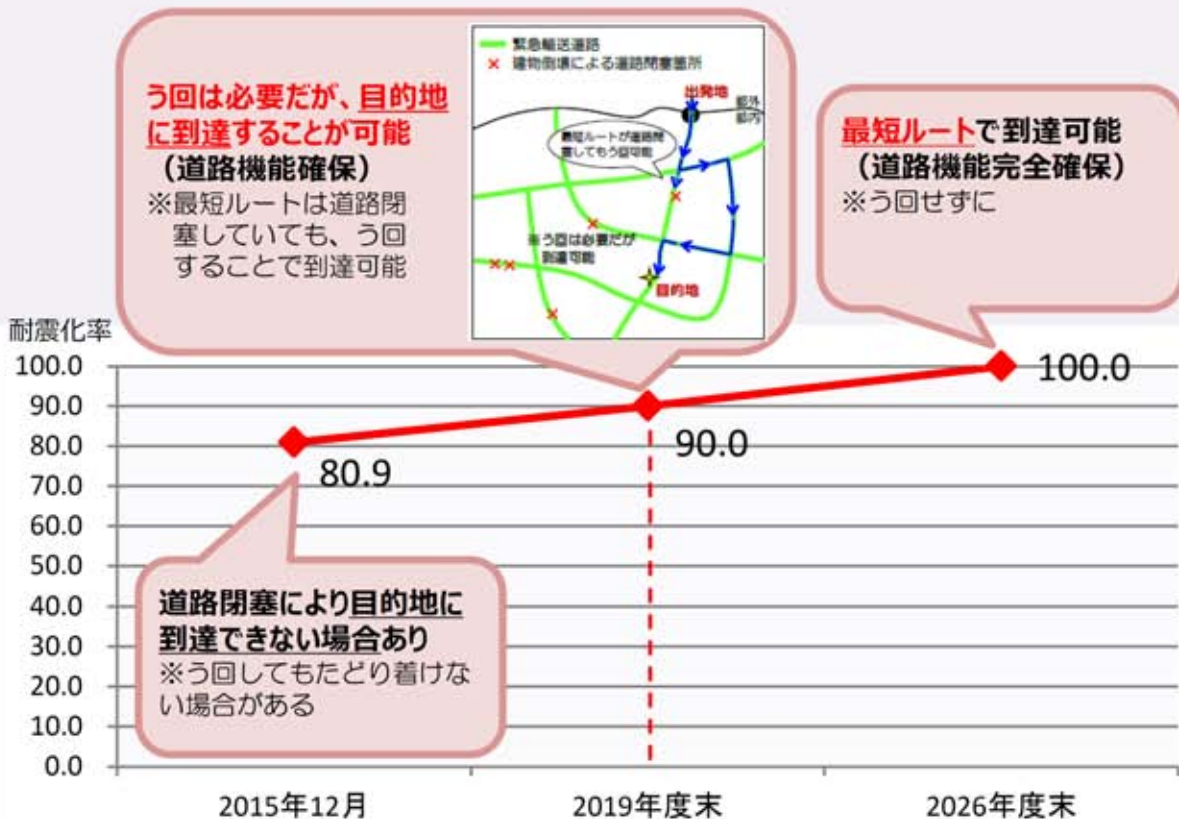 う回は必要だが、目的地
に到達することが可能
（道路機能確保）
※最短ルートは道路閉
塞していても、う回
することで到達可能
緊急輸送道路
× 建物倒壊による道路閉塞箇所
出発地
都外
都内
最短ルートが道路閉
塞してもう回可能
※う回は必要だが
到達可能
目的地
最短ルートで到達可能
（道路機能完全確保）
※う回せずに
耐震化率
100.0
90.0
80.0
70.0
60.0
50.0
40.0
30.0
20.0
10.0
0.0
80.9
90.0
100.0
道路閉塞により目的地に
到達できない場合あり
※う回してもたどり着けな
い場合がある
2015年12月
2019年度末
2026年度末